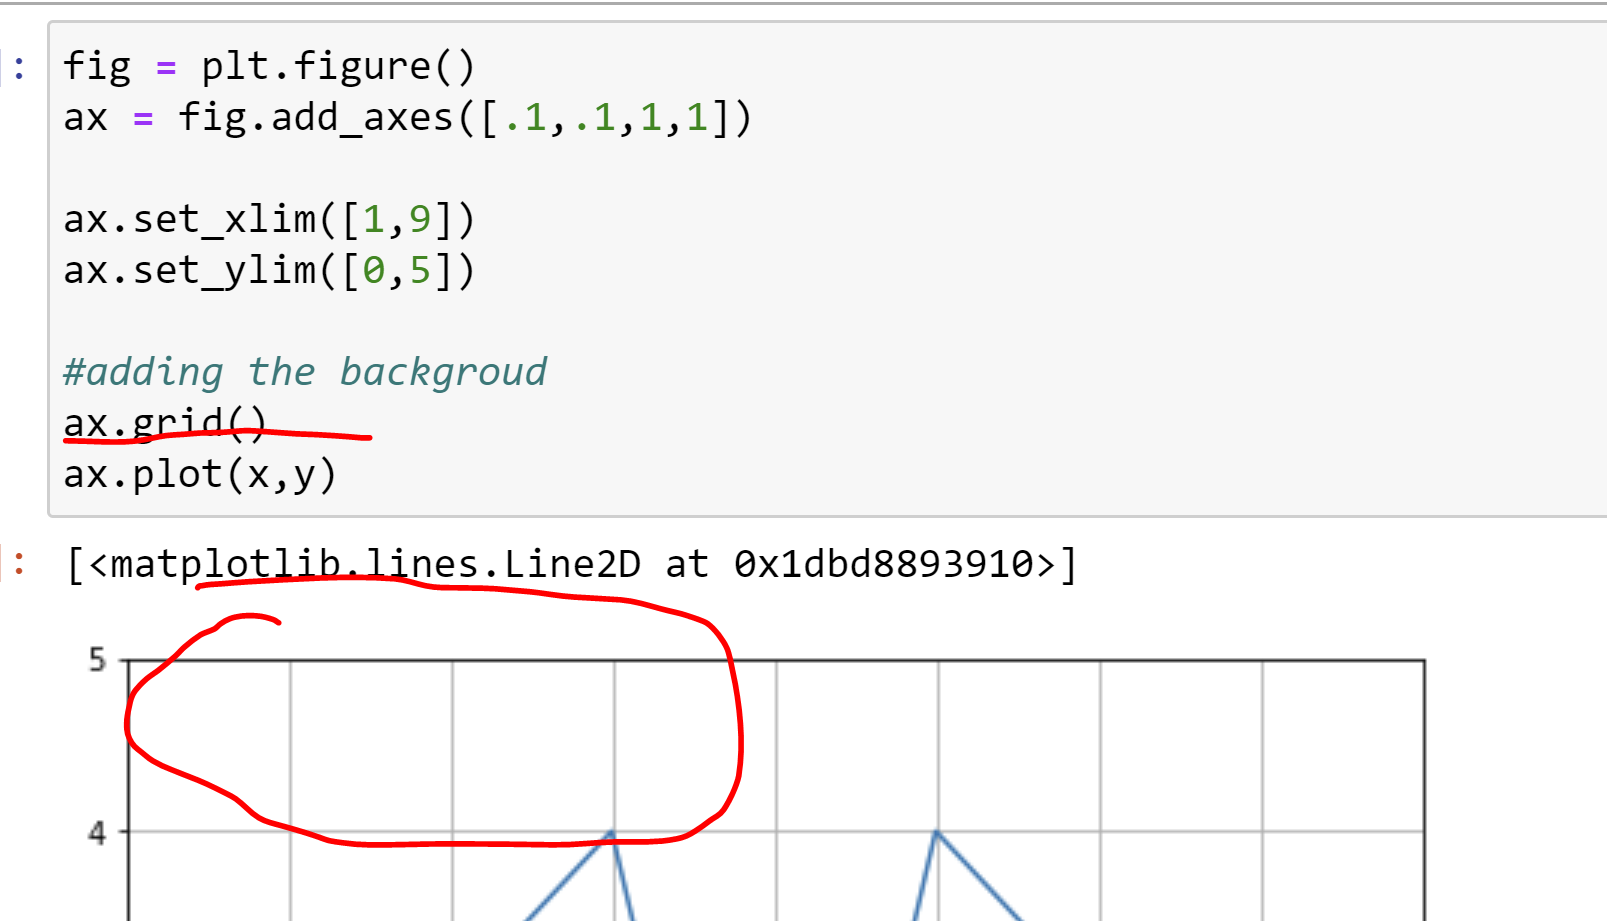 ]: fig = plt.figure()
ax = fig.add_axes([.1,.1,1,1])
ax.set_xlim([1,9])
ax.set_ylim([0,5])
#adding the backgroud
ax.grid()
ax.plot(x,y)
]: [<matplotlib.lines.Line2D at 0x1dbd8893910>]
5
4